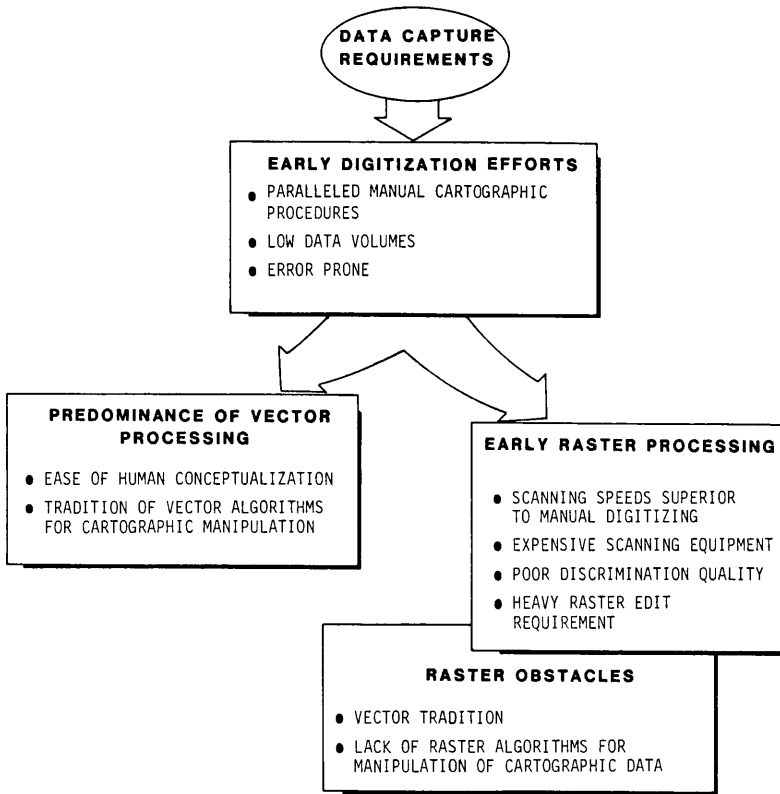 DATA CAPTURE
REQUIREMENTS
EARLY DIGITIZATION EFFORTS
● PARALLELED MANUAL CARTOGRAPHIC
PROCEDURES
● LOW DATA VOLUMES
● ERROR PRONE
PREDOMINANCE OF VECTOR
PROCESSING
● EASE OF HUMAN CONCEPTUALIZATION
● TRADITION OF VECTOR ALGORITHMS
FOR CARTOGRAPHIC MANIPULATION
EARLY RASTER PROCESSING
● SCANNING SPEEDS SUPERIOR
TO MANUAL DIGITIZING
● EXPENSIVE SCANNING EQUIPMENT
● POOR DISCRIMINATION QUALITY
● HEAVY RASTER EDIT
REQUIREMENT
RASTER OBSTACLES
● VECTOR TRADITION
● LACK OF RASTER ALGORITHMS FOR
MANIPULATION OF CARTOGRAPHIC DATA